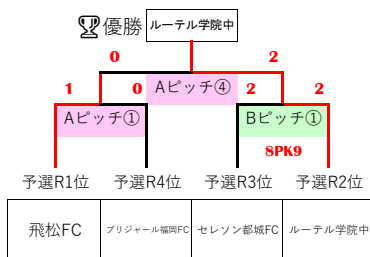 優勝 ルーテル学院中
0 2
Aピッチ④
1 0 2 2
Aピッチ① Bピッチ①
8PK9
予選R1位 予選R4位 予選R3位 予選R2位
飛松FC ブリジャール福岡FC セレソン都城FC ルーテル学院中